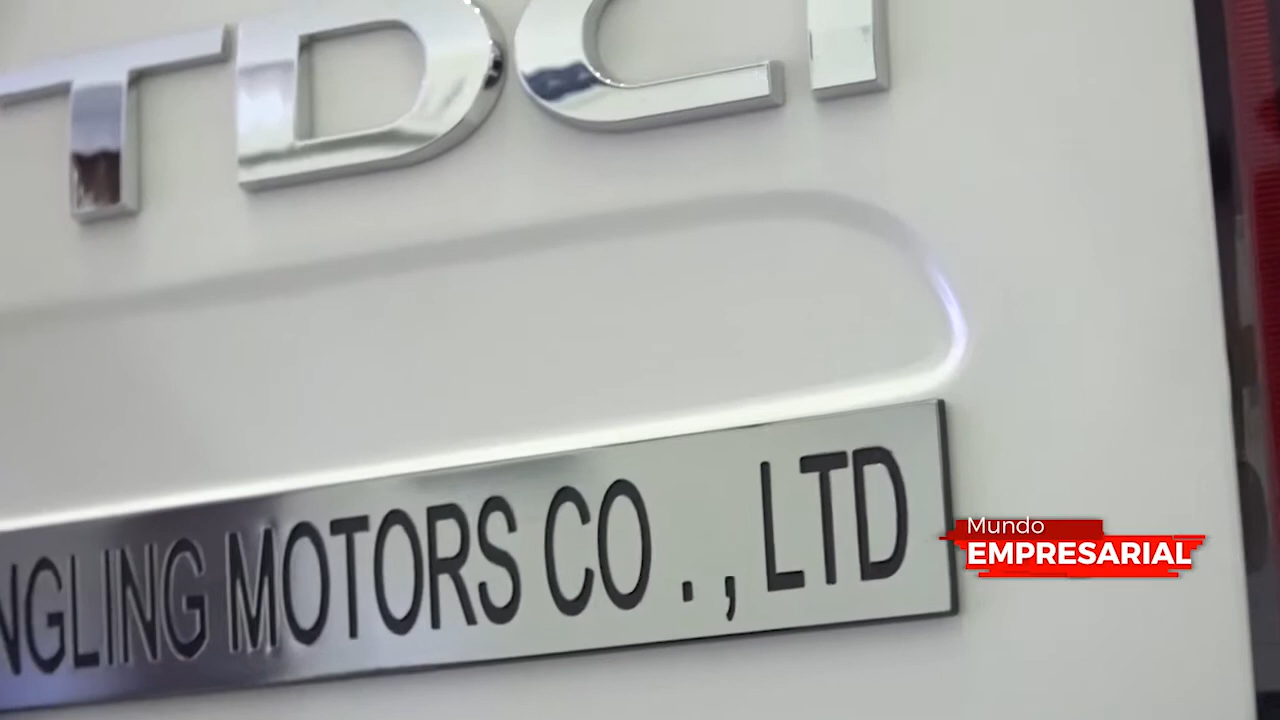 TDCI
NGLING MOTORS CO . , LTD
Mundo
EMPRESARIAL